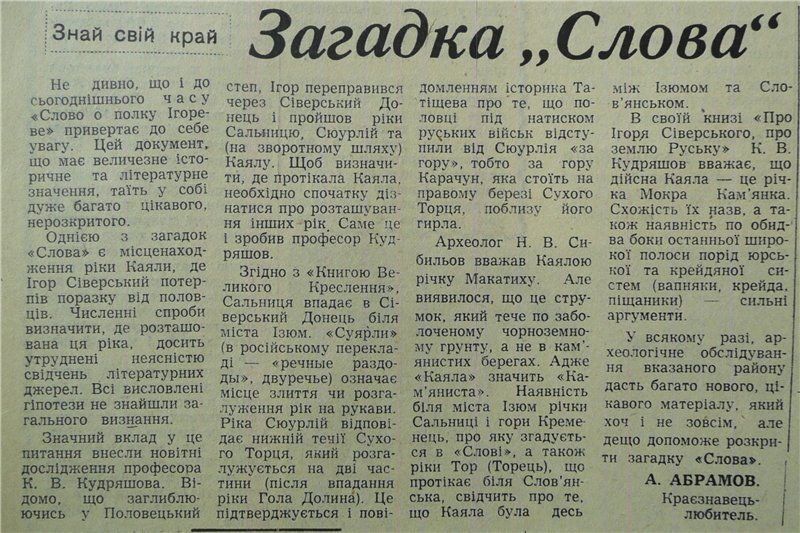 Знай свій край
Загадка „Слова“
Не дивно, що і до
сьогоднішнього часу
«Слово о полку Ігоре-
ве» привертає до себе
увагу. Цей документ,
що має величезне істо-
ричне та літературне
значення, таїть у собі
дуже багато цікавого,
нерозкритого.
Однією з загадок
«Слова» є місценаход-
ження ріки Каяли, де
Ігор Сіверський потер-
пів поразку від полов-
ців. Численні спроби
визначити, де розташо-
вана ця ріка, досить
утруднені неясністю
свідчень літературних
джерел. Всі висловлені
гіпотези не знайшли за-
гального визнання.
Значний вклад у це
питання внесли новітні
дослідження професора
К. В. Кудряшова. Ві-
домо, що заглиблю-
ючись у Половецький
степ, Ігор переправився
через Сіверський До-
нець і пройшов ріки
Сальницю, Сюурлій та
(на зворотному шляху)
Каялу. Щоб визначи-
ти, де протікала Каяла,
необхідно спочатку діз-
натися про розташуван-
ня інших рік. Саме це
і зробив професор Куд-
ряшов.
Згідно з «Книгою Ве-
ликого Креслення»,
Сальниця впадає в Сі-
верський Донець біля
міста Ізюм. «Суярли»
(в російському перекла-
ді — «речные раздо-
ры», двуречье) означає
місце злиття чи розга-
луження рік на рукави.
Ріка Сюурлій відпові-
дає нижній течії Сухо-
го Торця, який розга-
лужується на дві час-
тини (після впадання
ріки Гола Долина). Це
підтверджується і пові-
домленням історика Та-
тіщева про те, що по-
ловці під натиском
руських військ відсту-
пили від Сюурлія «за
гору», тобто за гору
Карачун, яка стоїть на
правому березі Сухого
Торця, поблизу його
гирла.
Археолог Н. В. Си-
бильов вважав Каялою
річку Макатиху. Але
виявилося, що це стру-
мок, який тече по забо-
лоченому чорноземно-
му грунту, а не в кам'-
янистих берегах. Адже
«Каяла» значить «Ка-
м'яниста». Наявність
біля міста Ізюм річки
Сальниці і гори Креме-
нець, про яку згадуєть-
ся в «Слові», а також
ріки Тор (Торець), що
протікає біля Слов'ян-
ська, свідчить про те,
що Каяла була десь
між Ізюмом та Сло-
в'янськом.
В своїй книзі «Про
Ігоря Сіверського, про
землю Руську» К. В.
Кудряшов вважає, що
дійсна Каяла — це річ-
ка Мокра Кам'янка.
Схожість їх назв, а та-
кож наявність по обид-
ва боки останньої широ-
кої полоси порід юрсь-
кої та крейдяної сис-
тем (вапняки, крейда,
піщаники) — сильні
аргументи.
У всякому разі, ар-
хеологічне обслідуван-
ня вказаного району
дасть багато нового, ці-
кавого матеріалу, який
хоч і не зовсім, але
дещо допоможе розкри-
ти загадку «Слова».
А. АБРАМОВ.
Краєзнавець-
любитель.